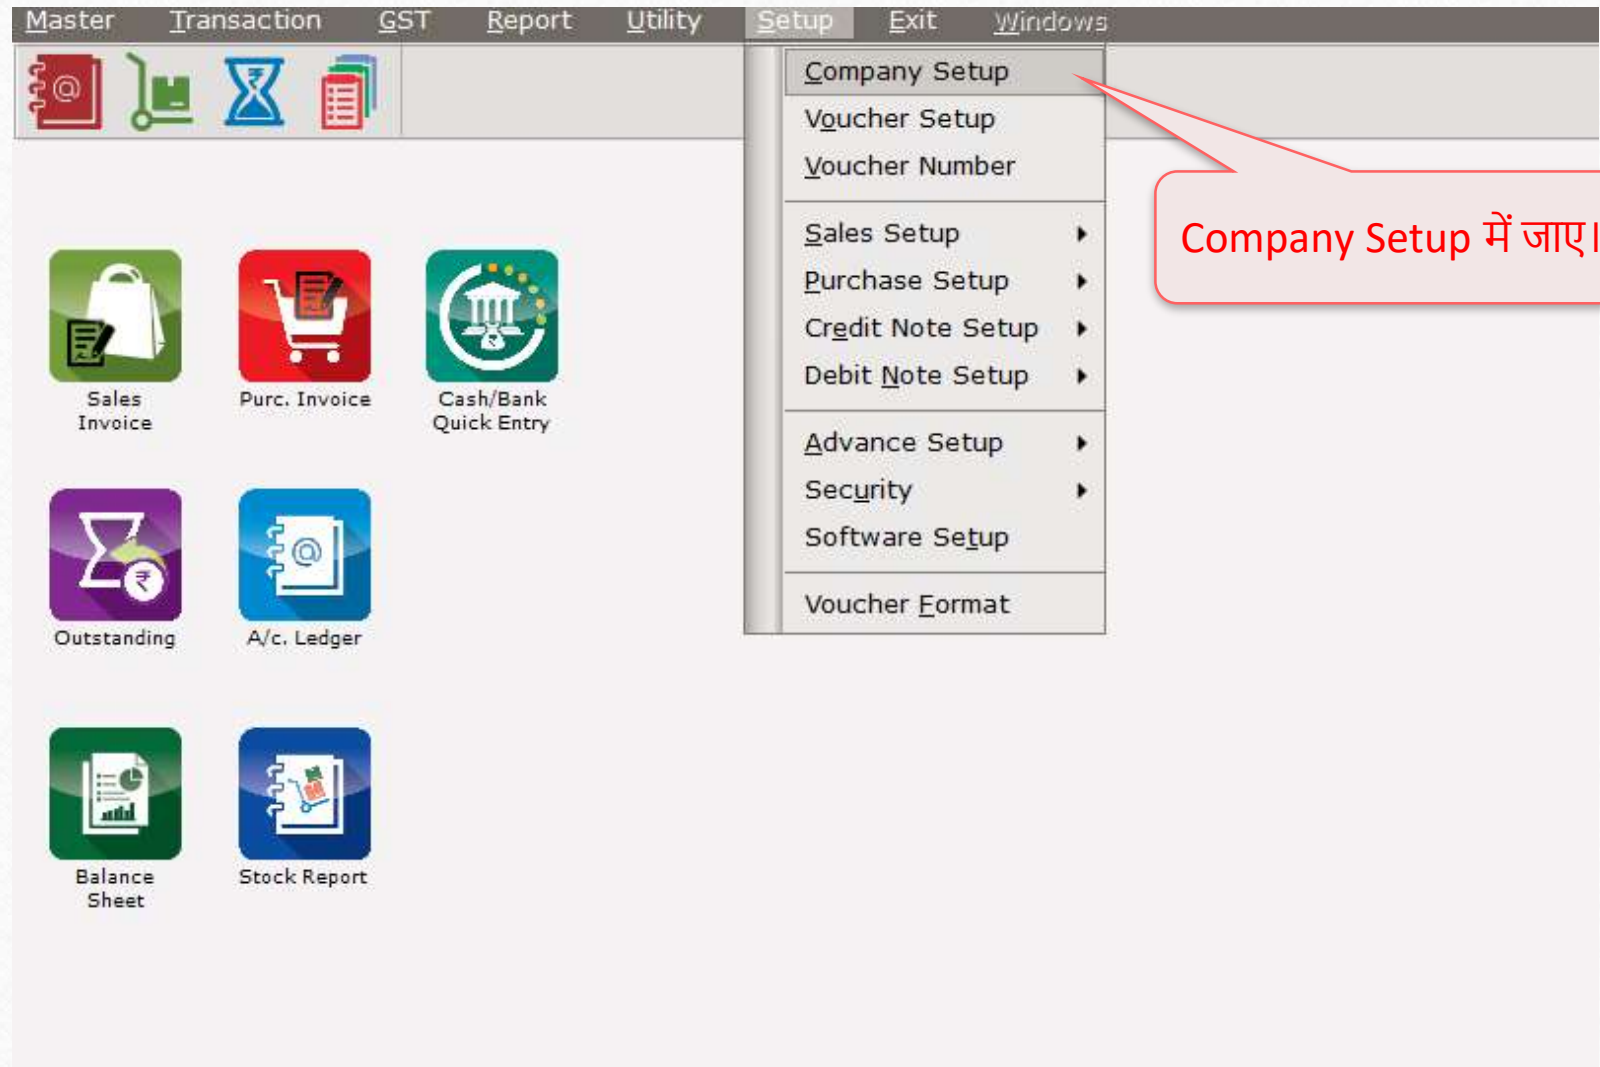 Master Transaction GST Report Utility Setup Exit Windows
Company Setup
Voucher Setup
Voucher Number
Sales Setup
Purchase Setup
Credit Note Setup
Debit Note Setup
Advance Setup
Security
Software Setup
Voucher Format
Company Setup में जाए।
Sales
Invoice
Purc. Invoice
Cash/Bank
Quick Entry
Outstanding
A/c. Ledger
Balance
Sheet
Stock Report